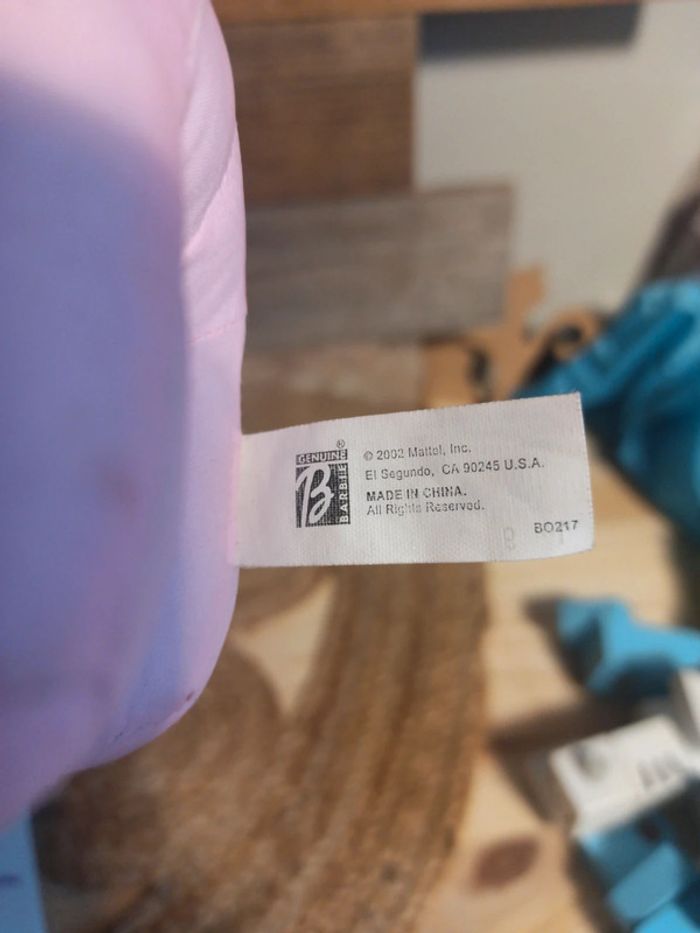 GENUINE ®
B
BARBIE
© 2002 Mattel, Inc.
El Segundo, CA 90245 U.S.A.
MADE IN CHINA.
All Rights Reserved.
BO217